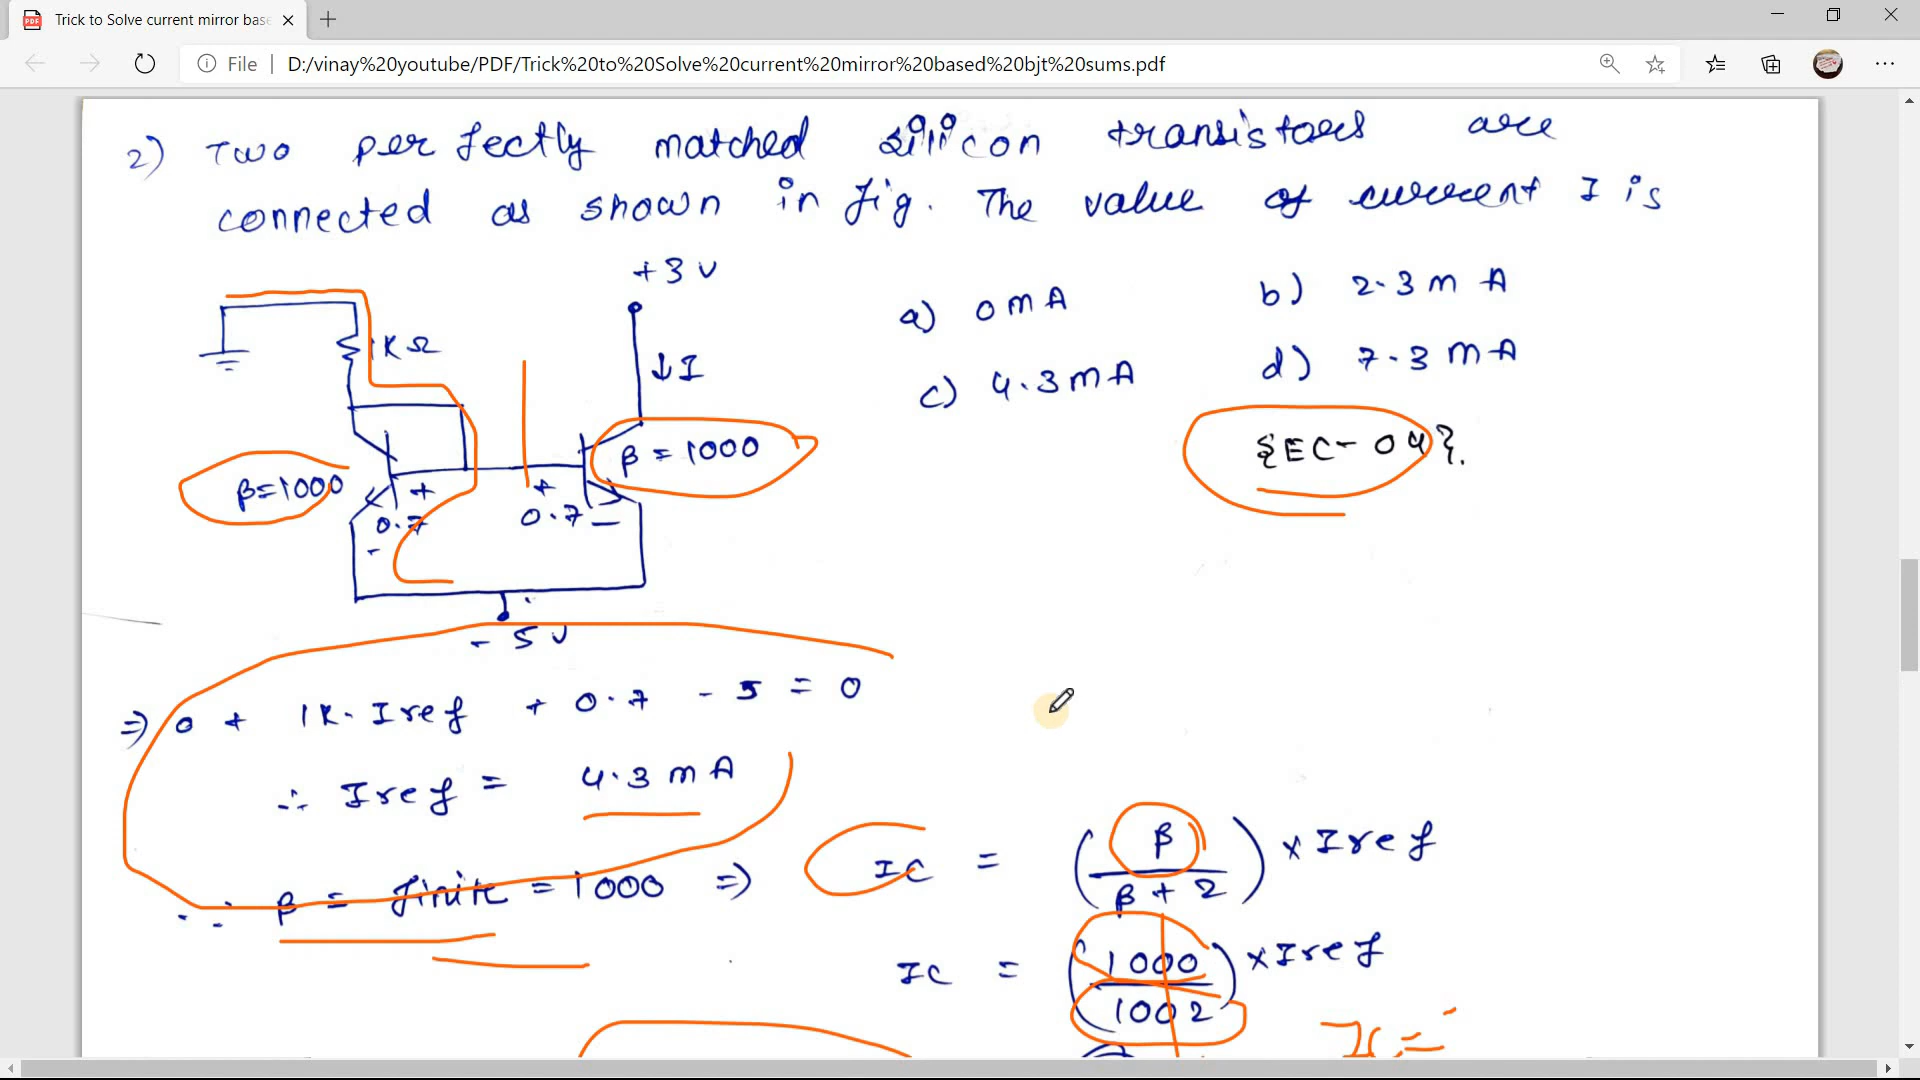 Trick to Solve current mirror base
File
D:/vinay%20youtube/PDF/Trick%20to%20Solve%20current%20mirror%20based%20bjt%20sums.pdf
2) Two perfectly matched silicon transistors are
connected as shown in fig. The value of current I is
+3 V
a) 0 mA
b) 2.3 m A
1KΩ
↓I
c) 4.3 mA
d) 7.3 mA
β = 1000
{EC-04}.
β=1000
+
+
0.7
0.7 -
-
- 5 V
⇒ 0 + 1K. Iref + 0.7 - 5 = 0
∴ Iref = 4.3 m A
∵ β = finite = 1000 ⇒
IC = (β / β + 2) × Iref
IC = (1000 / 1002) × Iref